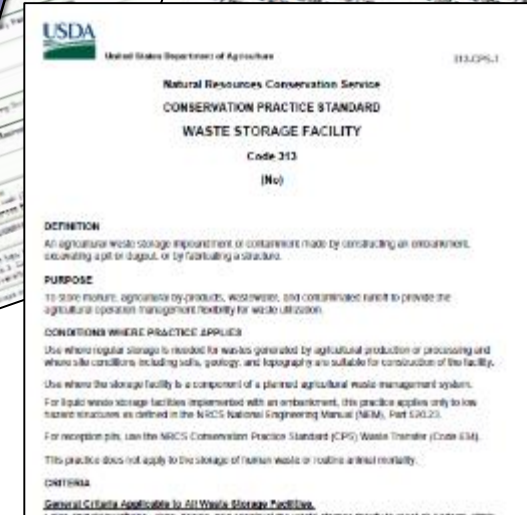 USDA
United States Department of Agriculture
313-CPS-1
Natural Resources Conservation Service
CONSERVATION PRACTICE STANDARD
WASTE STORAGE FACILITY
Code 313
(No)
DEFINITION
An agricultural waste storage impoundment or containment made by constructing an embankment,
excavating a pit or dugout, or by fabricating a structure.
PURPOSE
To store manure, agricultural by-products, wastewater, and contaminated runoff to provide the
agricultural operation management flexibility for waste utilization.
CONDITIONS WHERE PRACTICE APPLIES
Use where regular storage is needed for wastes generated by agricultural production or processing and
where site conditions including soils, geology, and topography are suitable for construction of the facility.
Use where the storage facility is a component of a planned agricultural waste management system.
For liquid waste storage facilities implemented with an embankment, this practice applies only to low
hazard structures as defined in the NRCS National Engineering Manual (NEM), Part 520.23.
For reception pits, use the NRCS Conservation Practice Standard (CPS) Waste Transfer (Code 634).
This practice does not apply to the storage of human waste or routine animal mortality.
CRITERIA
General Criteria Applicable to All Waste Storage Facilities.